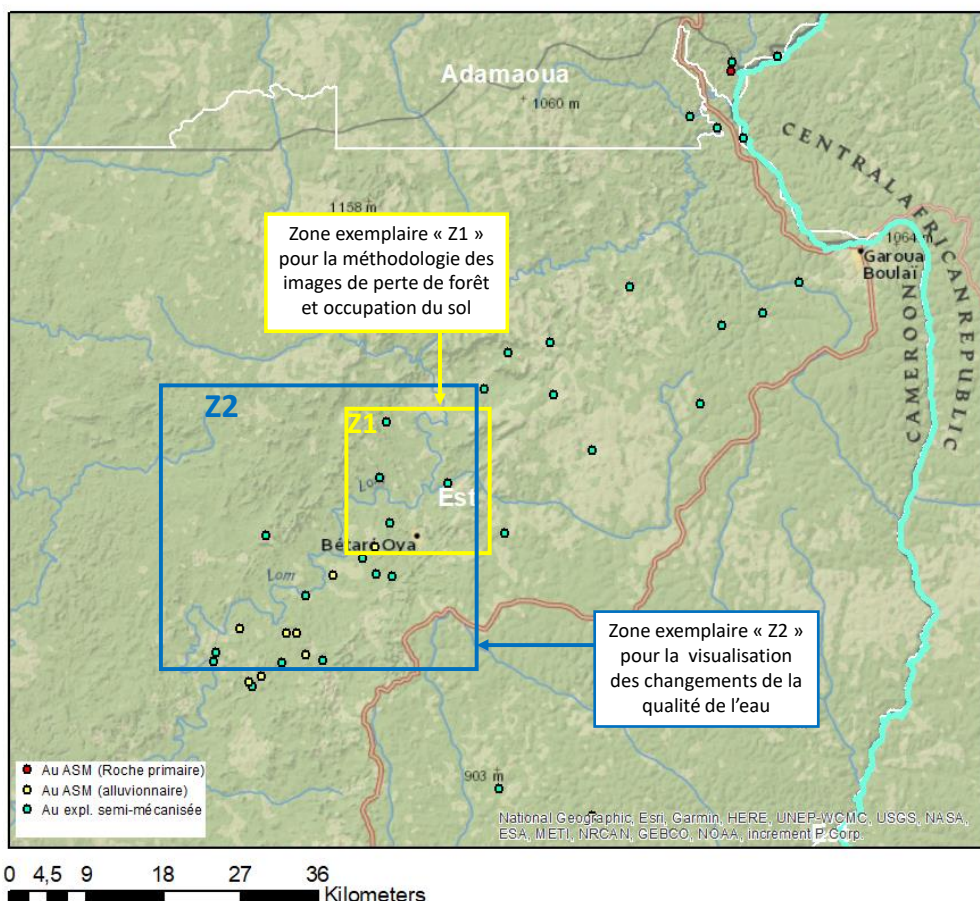 Adamaoua
1060 m
CENTRAL AFRICAN REPUBLIC
CAMEROON
1158 m
Zone exemplaire « Z1 »
pour la méthodologie des
images de perte de forêt
et occupation du sol
1064 m
Garoua
Boulaï
Z2
Z1
Lom
Est
Bétaré Oya
Lom
Zone exemplaire « Z2 »
pour la visualisation
des changements de la
qualité de l’eau
903 m
Au ASM (Roche primaire)
Au ASM (alluvionnaire)
Au expl. semi-mécanisée
National Geographic, Esri, Garmin, HERE, UNEP-WCMC, USGS, NASA,
ESA, METI, NRCAN, GEBCO, NOAA, increment P Corp.
0 4,5 9 18 27 36
Kilometers